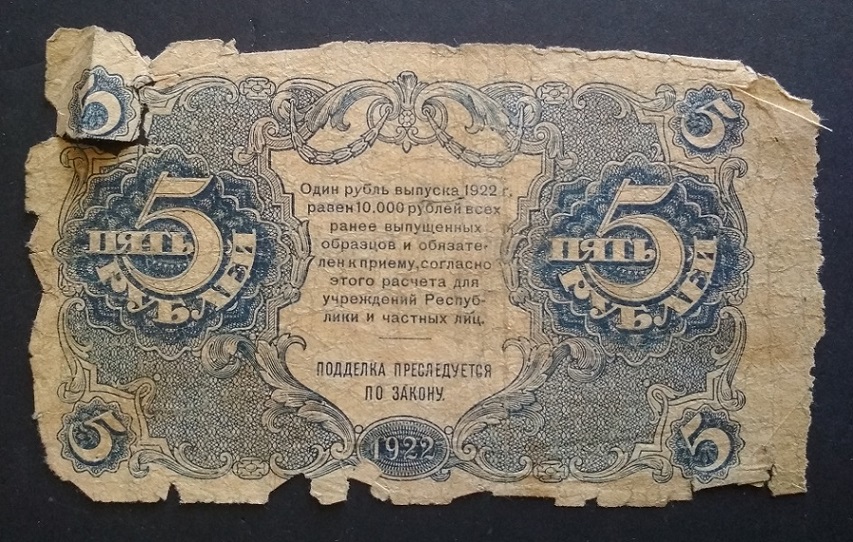 5
5
Один рубль выпуска 1922 г.
равен 10.000 рублей всех
ранее выпущенных
образцов и обязате-
лен к приему, согласно
этого расчета для
учреждений Респуб-
лики и частных лиц.
5
ПЯТЬ
РУБЛЕЙ
5
ПЯТЬ
РУБЛЕЙ
ПОДДЕЛКА ПРЕСЛЕДУЕТСЯ
ПО ЗАКОНУ.
5
1922
5